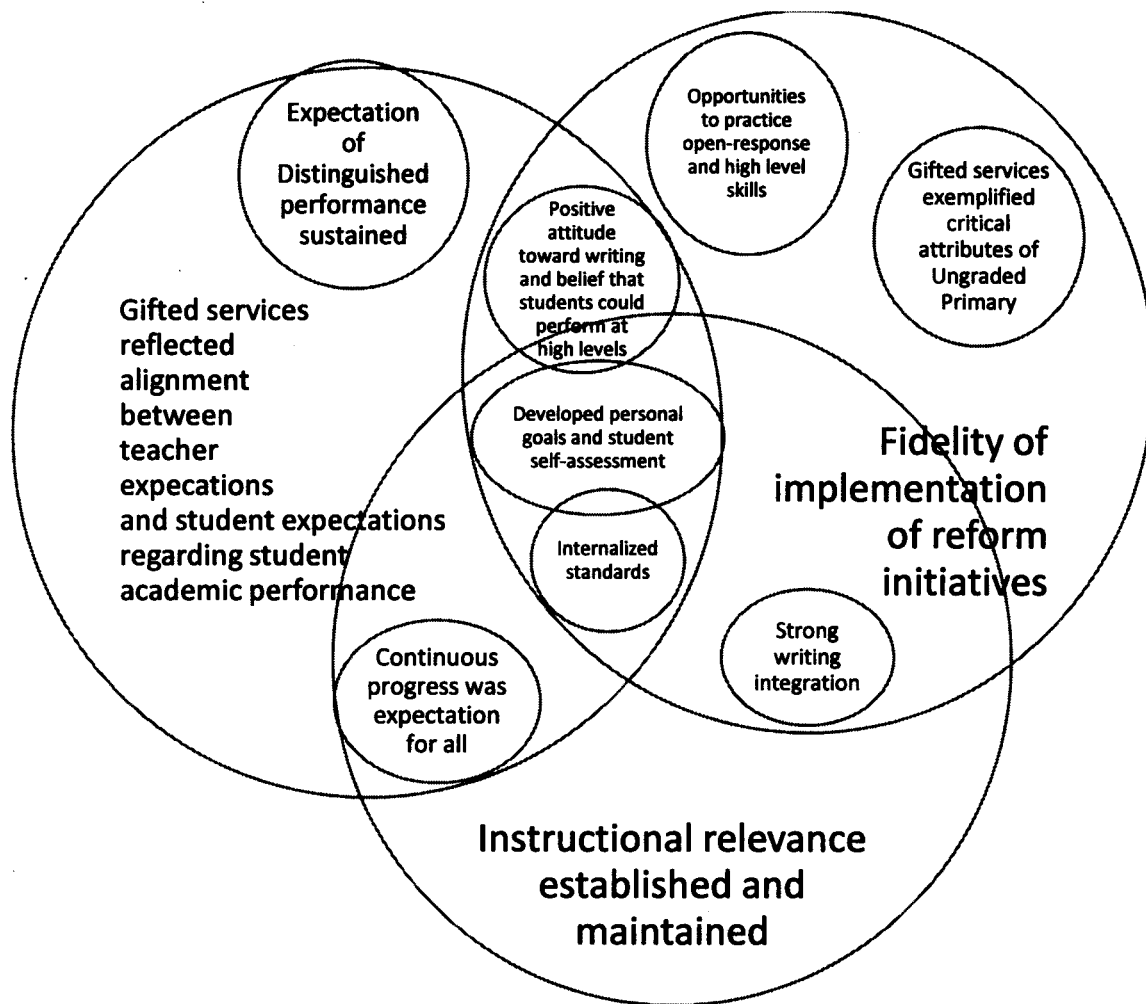 Expectation
of
Distinguished
performance
sustained
Opportunities
to practice
open-response
and high level
skills
Gifted services
exemplified
critical
attributes of
Ungraded
Primary
Positive
attitude
toward writing
and belief that
students could
perform at
high levels
Gifted services
reflected
alignment
between
teacher
expecations
and student expectations
regarding student
academic performance
Developed personal
goals and student
self-assessment
Fidelity of
implementation
of reform
initiatives
Internalized
standards
Strong
writing
integration
Continuous
progress was
expectation
for all
Instructional relevance
established and
maintained